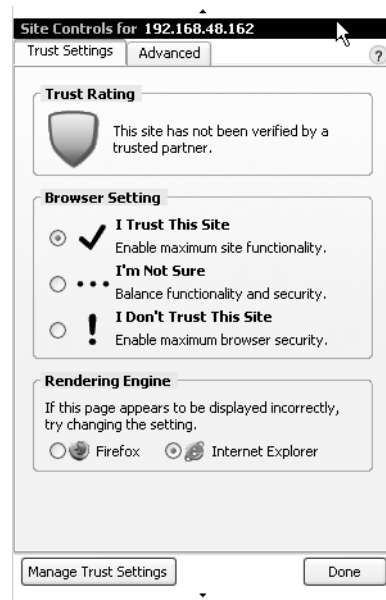 Site Controls for 192.168.48.162
Trust Settings
Advanced
?
Trust Rating
This site has not been verified by a
trusted partner.
Browser Setting
I Trust This Site
Enable maximum site functionality.
I'm Not Sure
Balance functionality and security.
I Don't Trust This Site
Enable maximum browser security.
Rendering Engine
If this page appears to be displayed incorrectly,
try changing the setting.
Firefox
Internet Explorer
Manage Trust Settings
Done